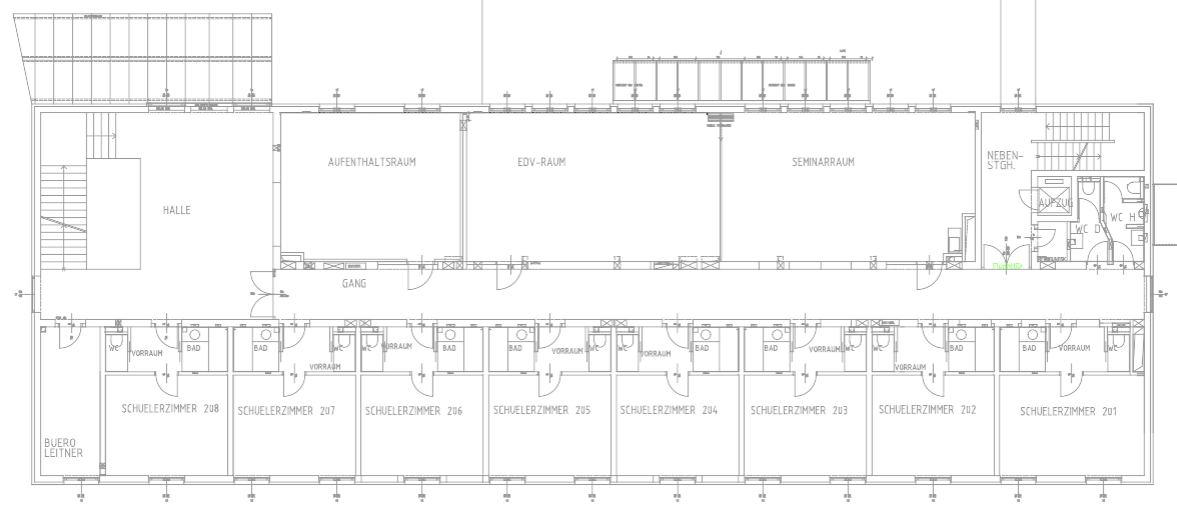 AUFENTHALTSRAUM
EDV-RAUM
SEMINARRAUM
NEBEN-
STGH.
HALLE
AUFZUG
WC D
WC H
GANG
WC
VORRAUM
BAD
BAD
VORRAUM
WC
WC
VORRAUM
BAD
BAD
VORRAUM
WC
WC
VORRAUM
BAD
BAD
VORRAUM
WC
WC
VORRAUM
BAD
BAD
VORRAUM
WC
SCHUELERZIMMER 208
SCHUELERZIMMER 207
SCHUELERZIMMER 206
SCHUELERZIMMER 205
SCHUELERZIMMER 204
SCHUELERZIMMER 203
SCHUELERZIMMER 202
SCHUELERZIMMER 201
BUERO
LEITNER